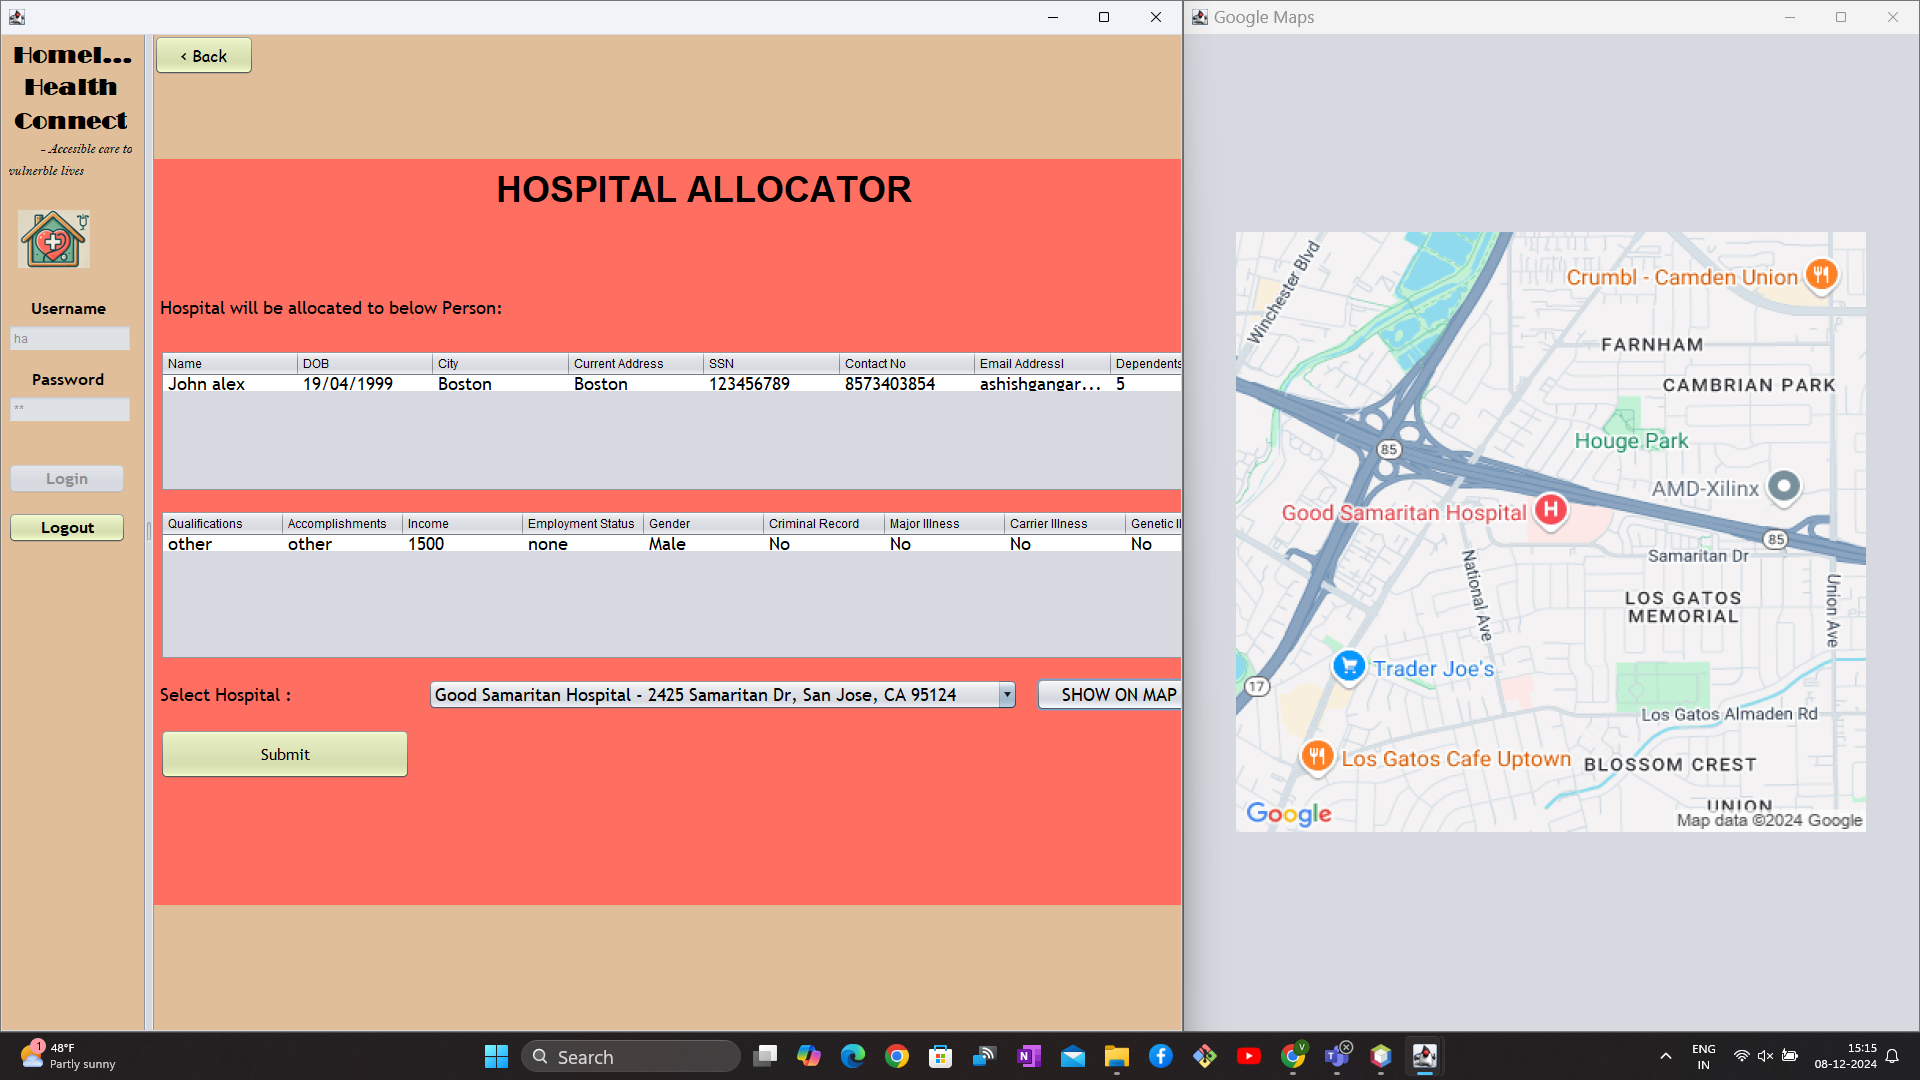 Google Maps
Homel...
Health
Connect
- Accesible care to
vulnerble lives
Username
ha
Password
**
Login
Logout
< Back
HOSPITAL ALLOCATOR
Hospital will be allocated to below Person:
Name DOB City Current Address SSN Contact No Email Addressl Dependents
John alex 19/04/1999 Boston Boston 123456789 8573403854 ashishgangar... 5
Qualifications Accomplishments Income Employment Status Gender Criminal Record Major Illness Carrier Illness Genetic Il
other other 1500 none Male No No No No
Select Hospital : Good Samaritan Hospital - 2425 Samaritan Dr, San Jose, CA 95124 SHOW ON MAP
Submit
Winchester Blvd
Crumbl - Camden Union
FARNHAM
CAMBRIAN PARK
Houge Park
85
AMD-Xilinx
Good Samaritan Hospital
H
85
Samaritan Dr
National Ave
Union Ave
LOS GATOS
MEMORIAL
Trader Joe's
17
Los Gatos Almaden Rd
Los Gatos Cafe Uptown
BLOSSOM CREST
UNION
Google
Map data ©2024 Google
1
48°F
Partly sunny
Search
N
V
ENG
IN
15:15
08-12-2024